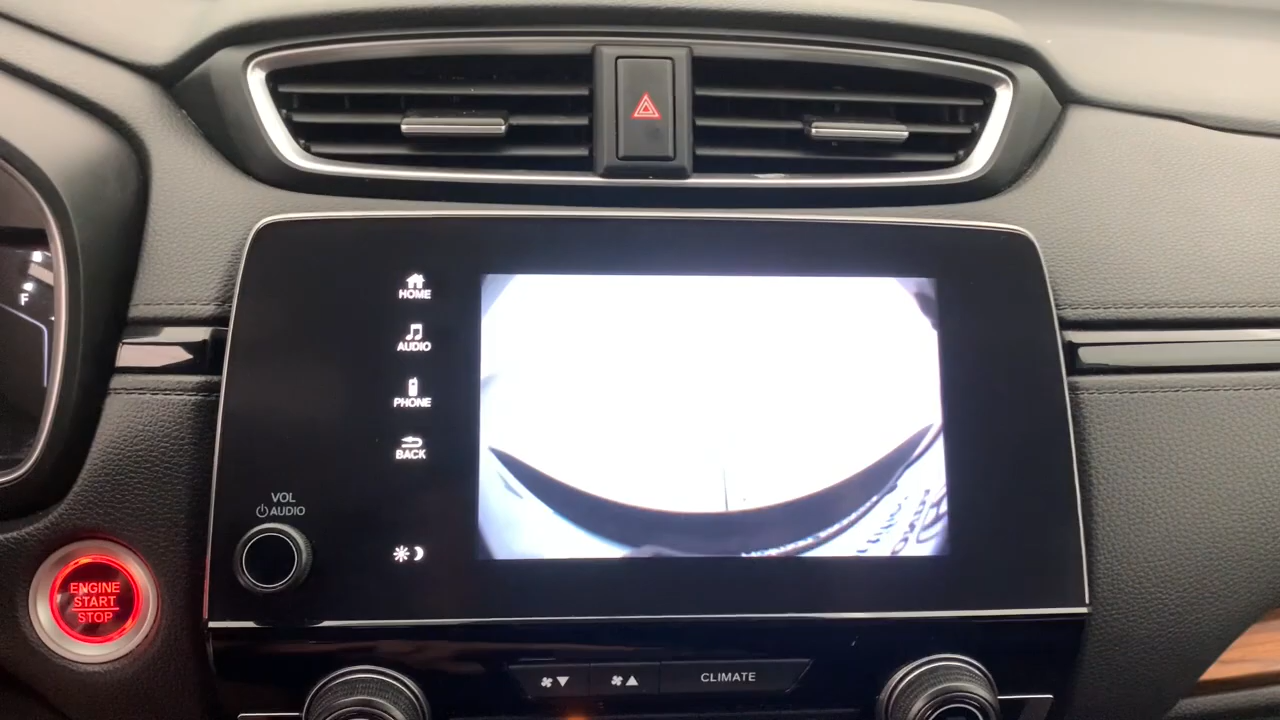 F
HOME
AUDIO
PHONE
BACK
VOL
AUDIO
ENGINE
START
STOP
CLIMATE